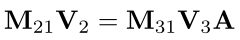 M₂₁V₂ = M₃₁V₃A